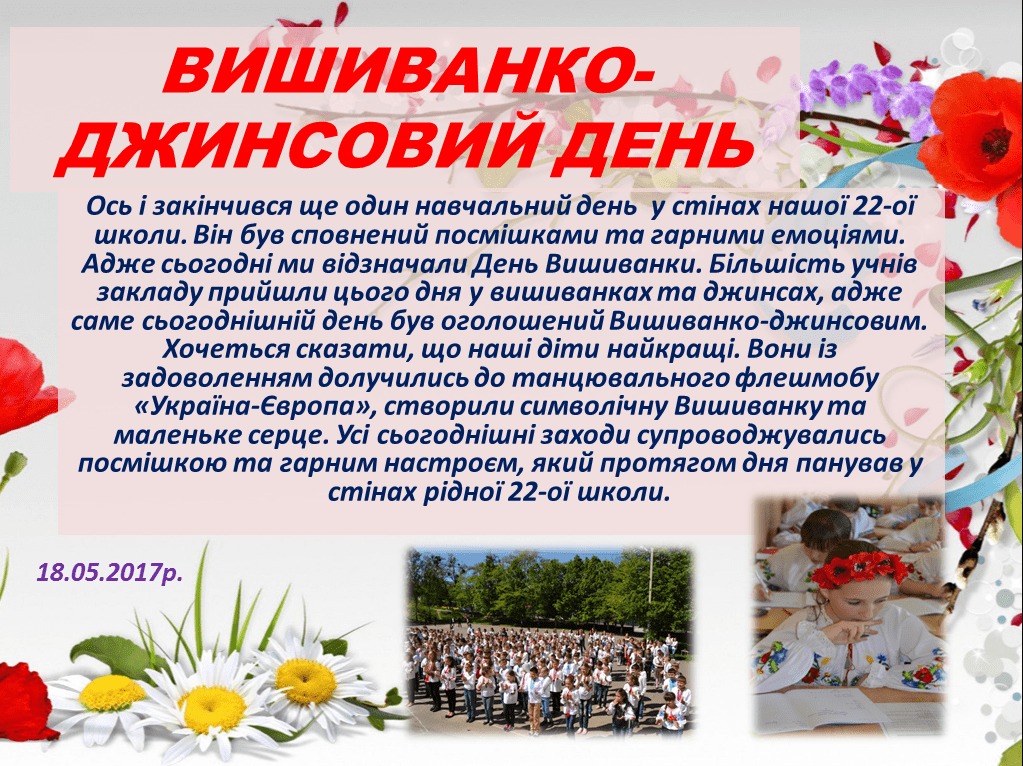 ВИШИВАНКО-
ДЖИНСОВИЙ ДЕНЬ
Ось і закінчився ще один навчальний день у стінах нашої 22-ої
школи. Він був сповнений посмішками та гарними емоціями.
Адже сьогодні ми відзначали День Вишиванки. Більшість учнів
закладу прийшли цього дня у вишиванках та джинсах, адже
саме сьогоднішній день був оголошений Вишиванко-джинсовим.
Хочеться сказати, що наші діти найкращі. Вони із
задоволенням долучились до танцювального флешмобу
«Україна-Європа», створили символічну Вишиванку та
маленьке серце. Усі сьогоднішні заходи супроводжувались
посмішкою та гарним настроєм, який протягом дня панував у
стінах рідної 22-ої школи.
18.05.2017р.